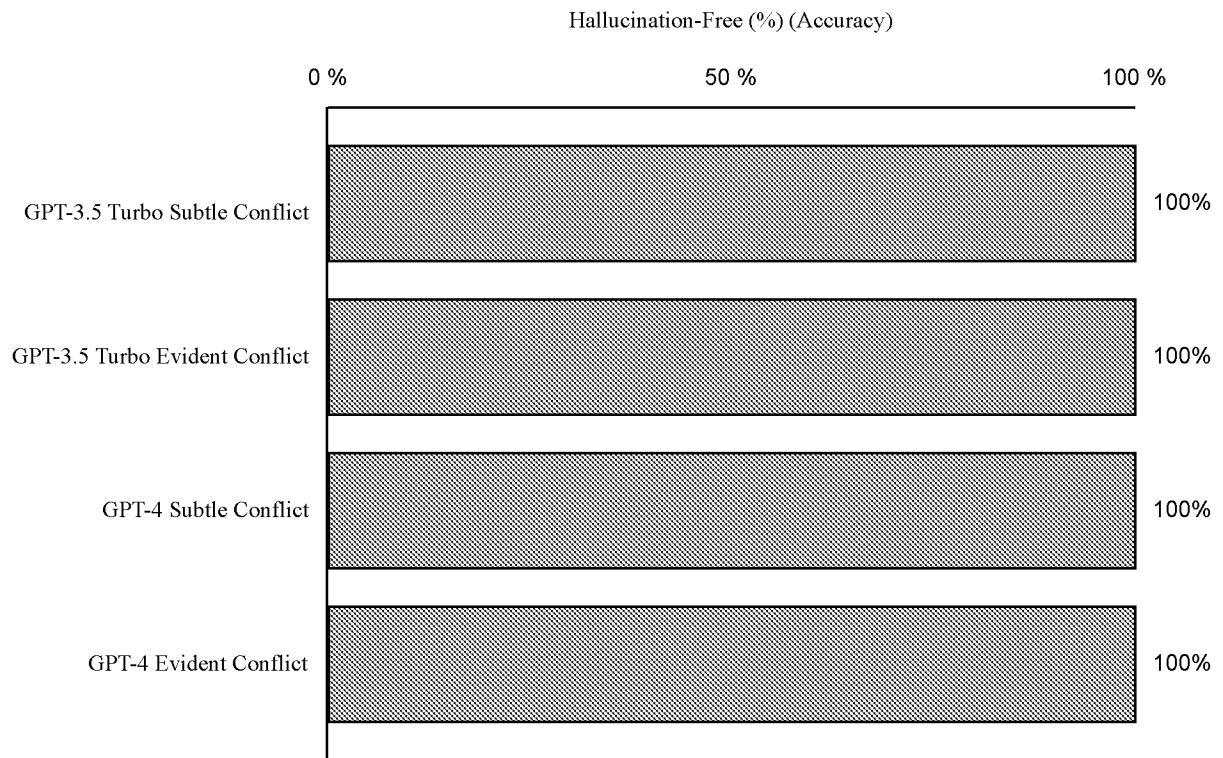 Hallucination-Free (%) (Accuracy)
0 % 50 % 100 %
GPT-3.5 Turbo Subtle Conflict 100%
GPT-3.5 Turbo Evident Conflict 100%
GPT-4 Subtle Conflict 100%
GPT-4 Evident Conflict 100%